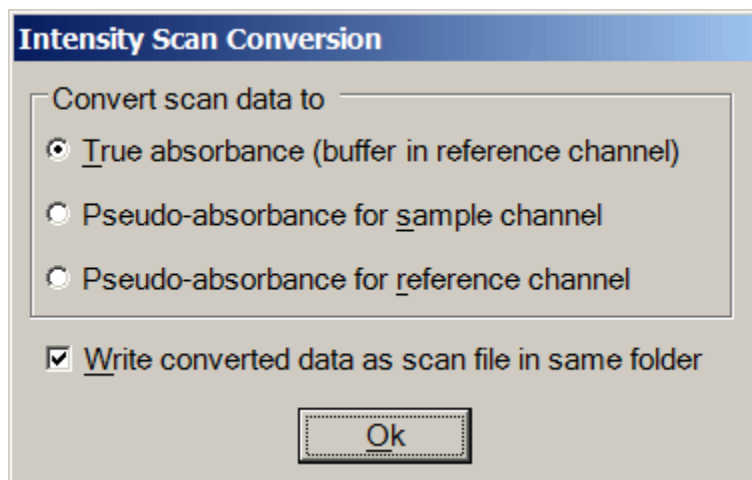 Intensity Scan Conversion
Convert scan data to
True absorbance (buffer in reference channel)
Pseudo-absorbance for sample channel
Pseudo-absorbance for reference channel
Write converted data as scan file in same folder
Ok